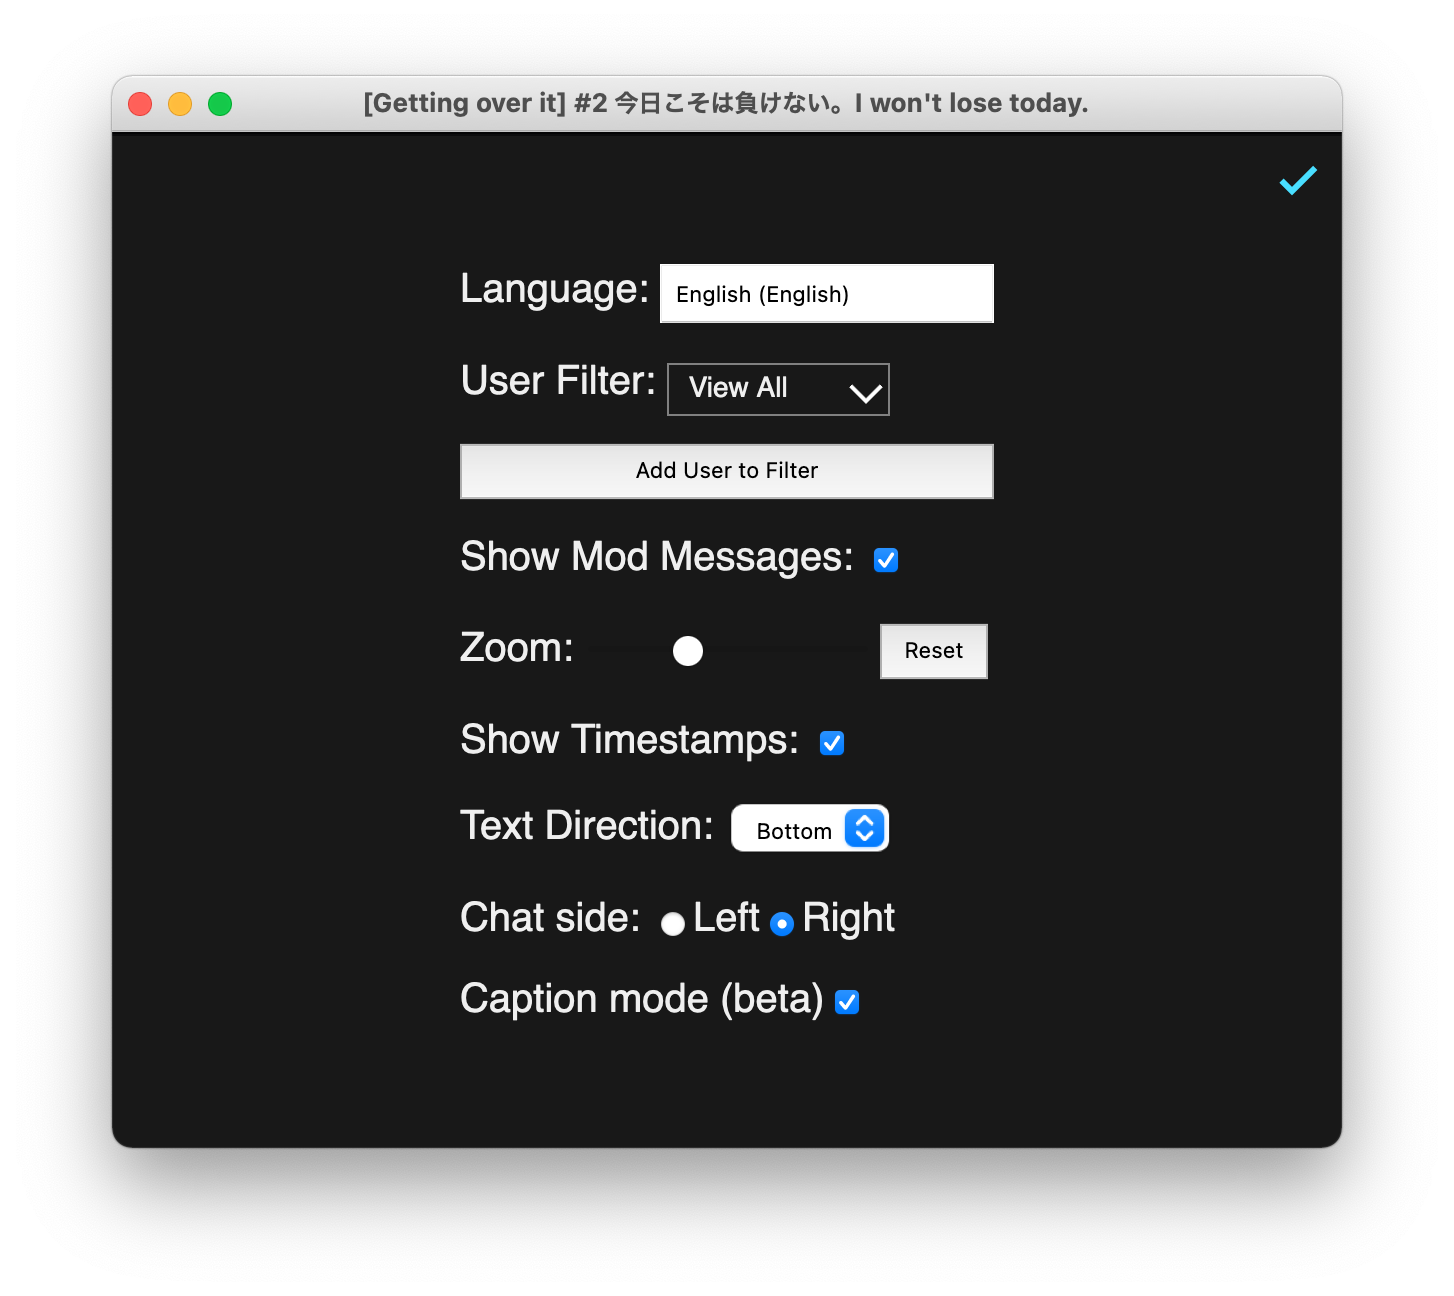 [Getting over it] #2 今日こそは負けない。I won't lose today.
Language: English (English)
User Filter: View All
Add User to Filter
Show Mod Messages:
Zoom: Reset
Show Timestamps:
Text Direction: Bottom
Chat side: Left Right
Caption mode (beta)